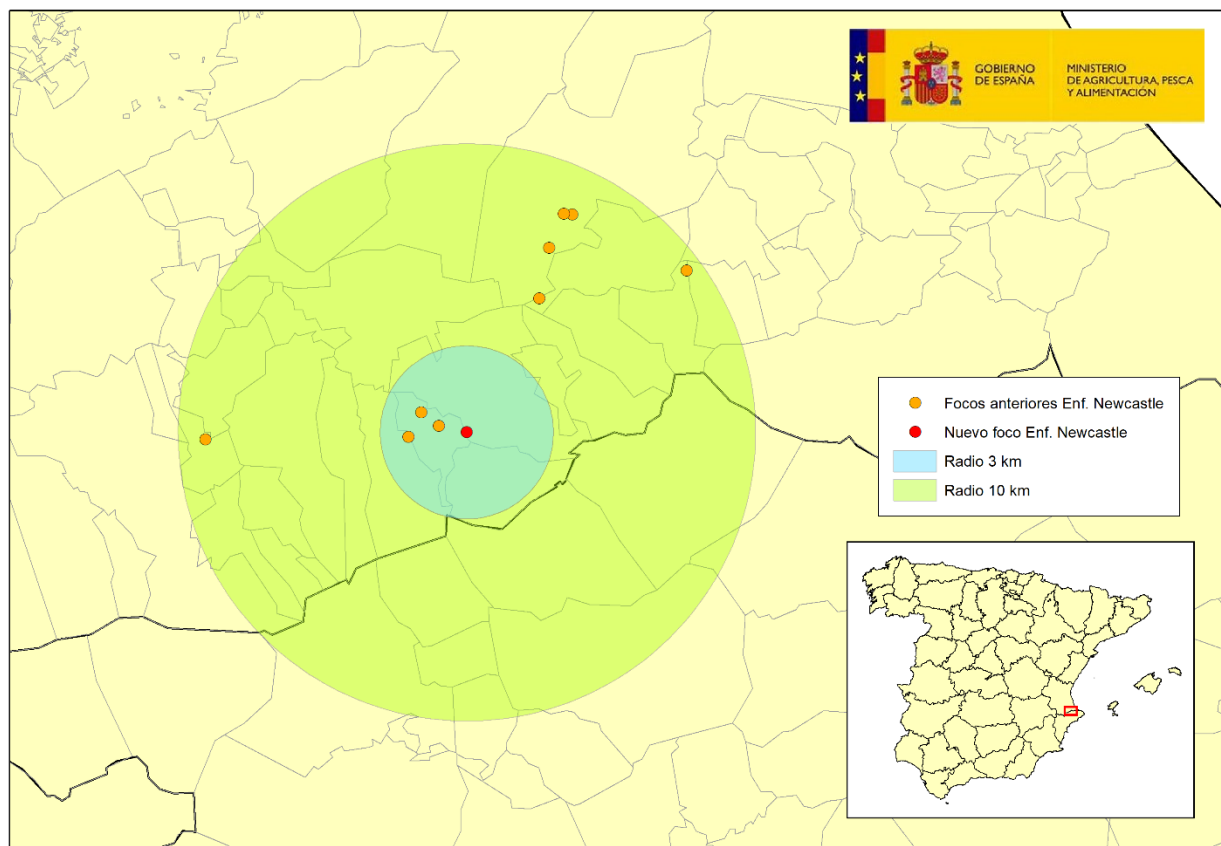 GOBIERNO
DE ESPAÑA
MINISTERIO
DE AGRICULTURA, PESCA
Y ALIMENTACIÓN
Focos anteriores Enf. Newcastle
Nuevo foco Enf. Newcastle
Radio 3 km
Radio 10 km